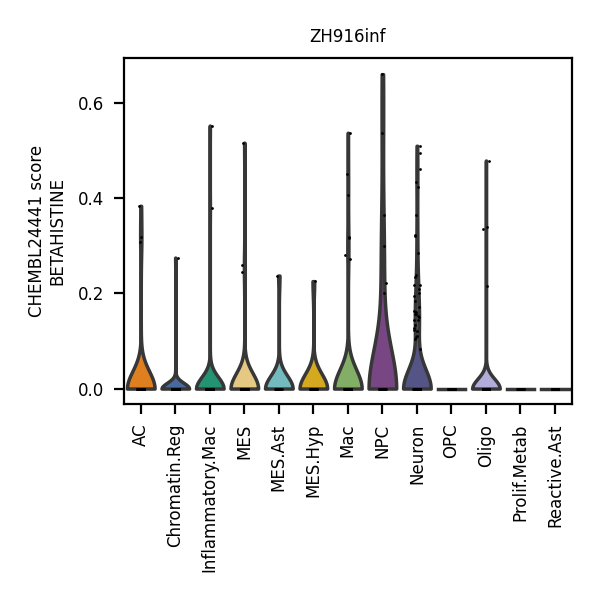 ZH916inf
CHEMBL24441 score
BETAHISTINE
0.6
0.4
0.2
0.0
AC
Chromatin.Reg
Inflammatory.Mac
MES
MES.Ast
MES.Hyp
Mac
NPC
Neuron
OPC
Oligo
Prolif.Metab
Reactive.Ast